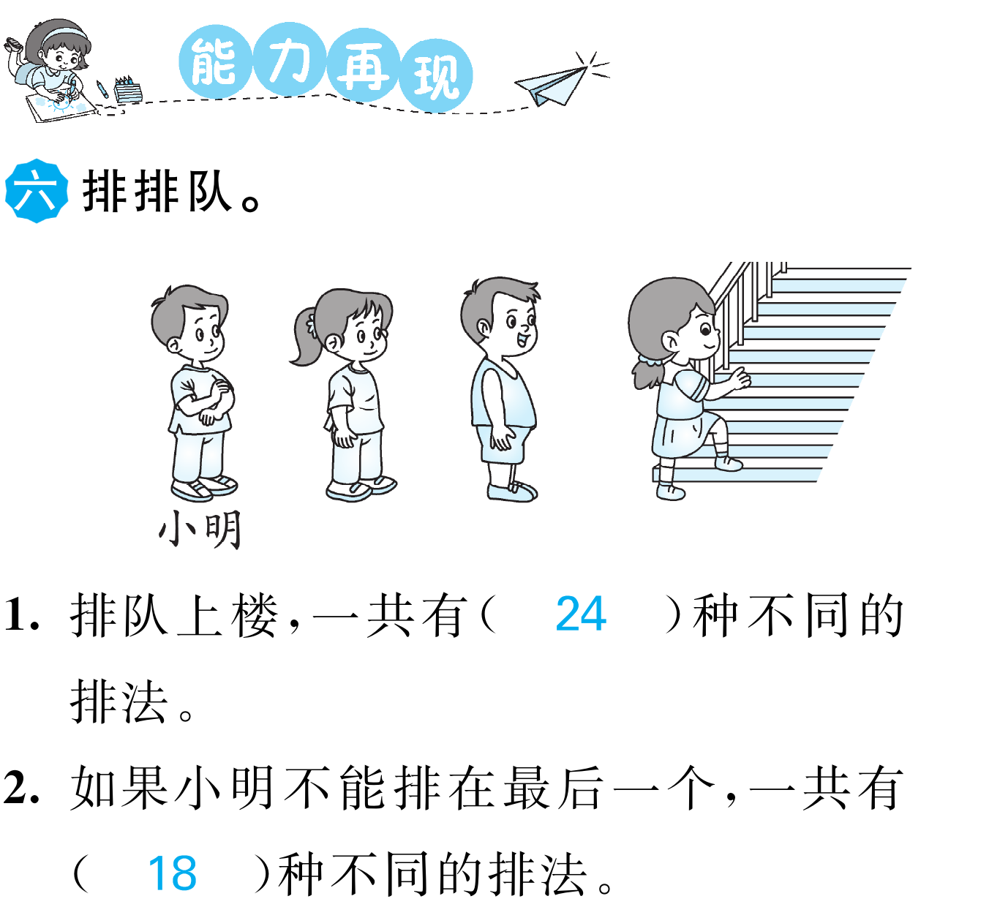 能力再现
六 排排队。
小明
1. 排队上楼,一共有( 24 )种不同的
排法。
2. 如果小明不能排在最后一个,一共有
( 18 )种不同的排法。